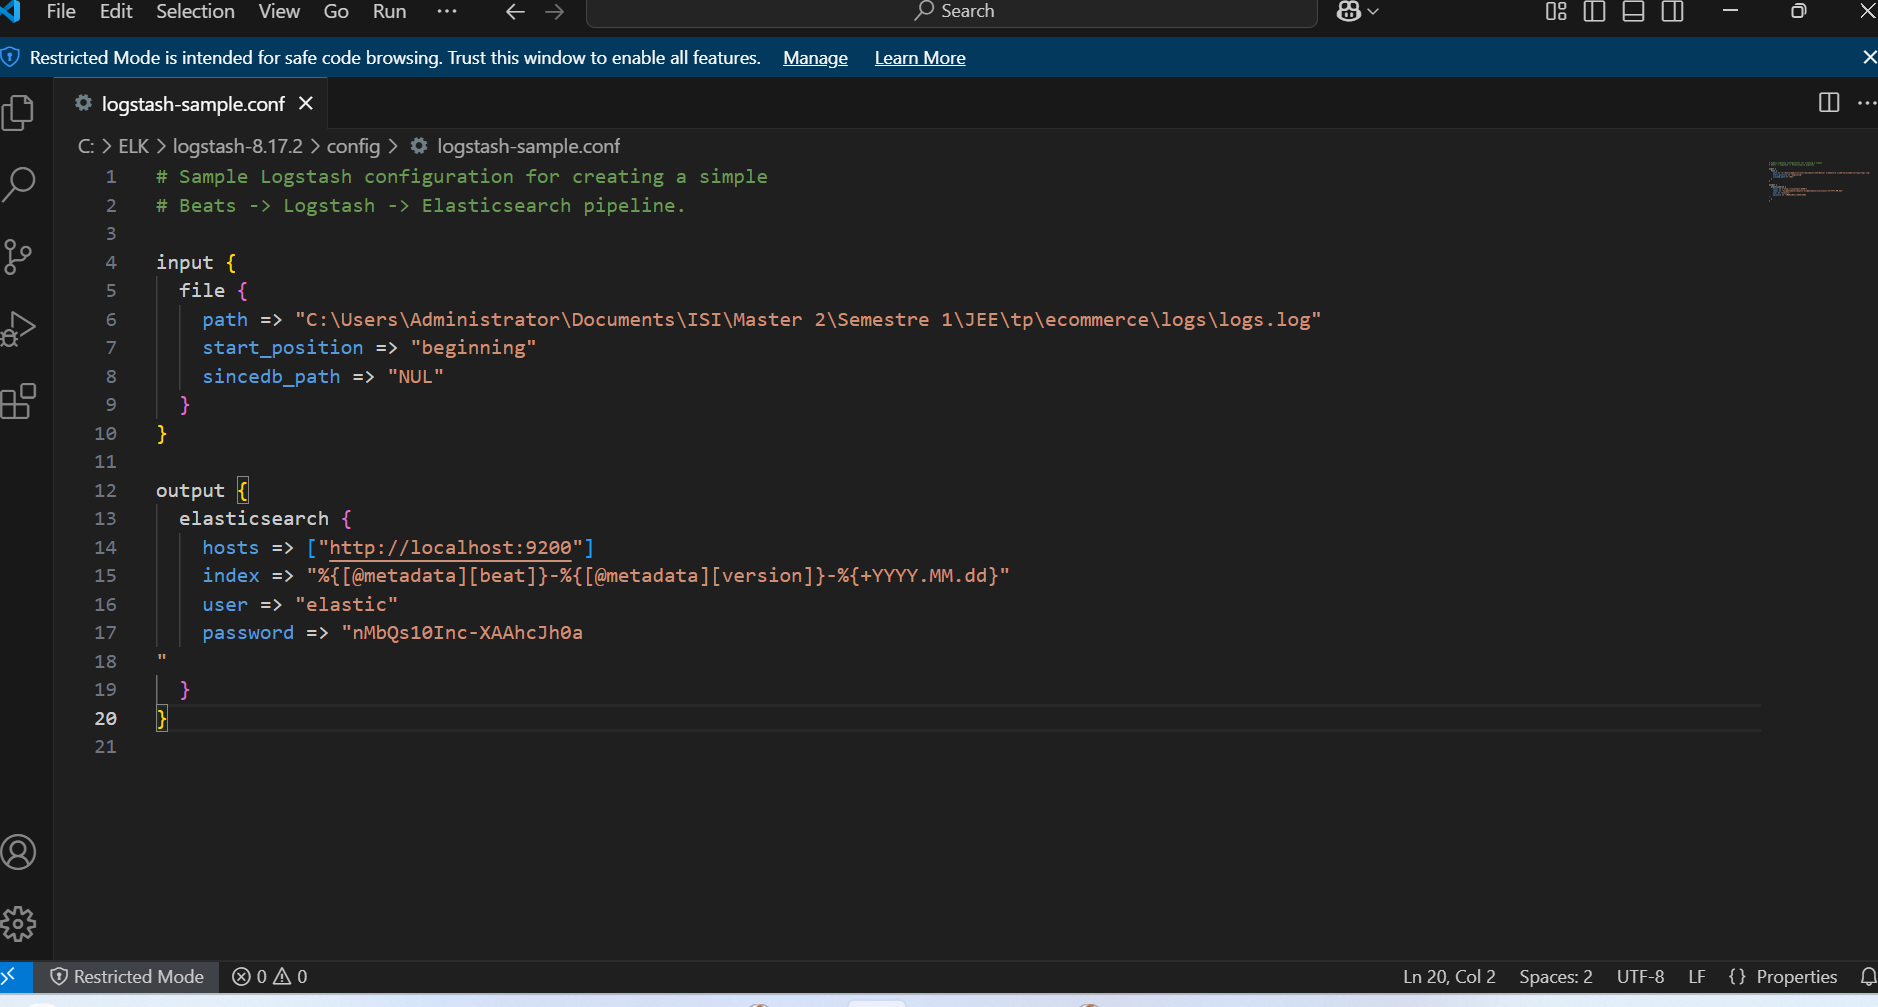 File Edit Selection View Go Run ··· Search
Restricted Mode is intended for safe code browsing. Trust this window to enable all features. Manage Learn More
logstash-sample.conf
C: > ELK > logstash-8.17.2 > config > logstash-sample.conf
1 # Sample Logstash configuration for creating a simple
2 # Beats -> Logstash -> Elasticsearch pipeline.
3
4 input {
5 file {
6 path => "C:\Users\Administrator\Documents\ISI\Master 2\Semestre 1\JEE\tp\ecommerce\logs\logs.log"
7 start_position => "beginning"
8 sincedb_path => "NUL"
9 }
10 }
11
12 output {
13 elasticsearch {
14 hosts => ["http://localhost:9200"]
15 index => "%{[@metadata][beat]}-%{[@metadata][version]}-%{+YYYY.MM.dd}"
16 user => "elastic"
17 password => "nMbQs10Inc-XAAhcJh0a
18 "
19 }
20 }
21
Restricted Mode 0 0 Ln 20, Col 2 Spaces: 2 UTF-8 LF {} Properties